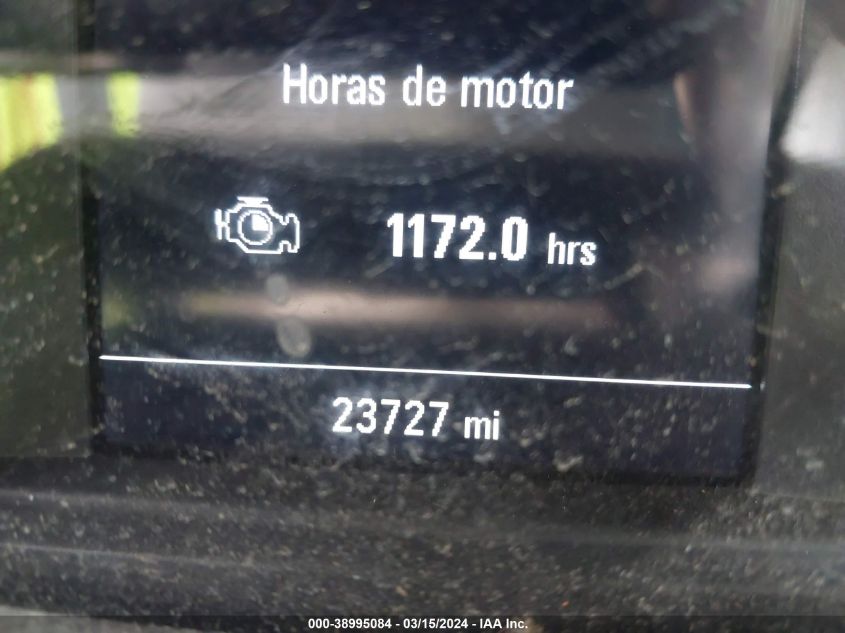 Horas de motor
1172.0 hrs
23727 mi
000-38995084 - 03/15/2024 - IAA Inc.